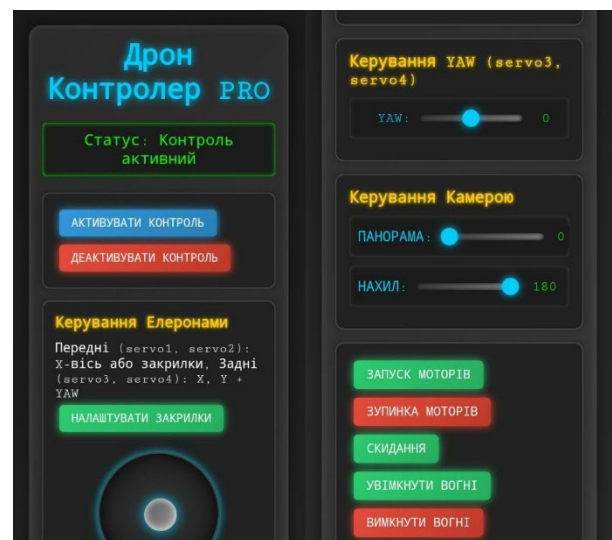 Дрон
Контролер PRO
Статус: Контроль
активний
АКТИВУВАТИ КОНТРОЛЬ
ДЕАКТИВУВАТИ КОНТРОЛЬ
Керування Елеронами
Передні (servo1, servo2):
X-вісь або закрилки, Задні
(servo3, servo4): X, Y +
YAW
НАЛАШТУВАТИ ЗАКРИЛКИ
Керування YAW (servo3,
servo4)
YAW: 0
Керування Камерою
ПАНОРАМА: 0
НАХИЛ: 180
ЗАПУСК МОТОРІВ
ЗУПИНКА МОТОРІВ
СКИДАННЯ
УВІМКНУТИ ВОГНІ
ВИМКНУТИ ВОГНІ